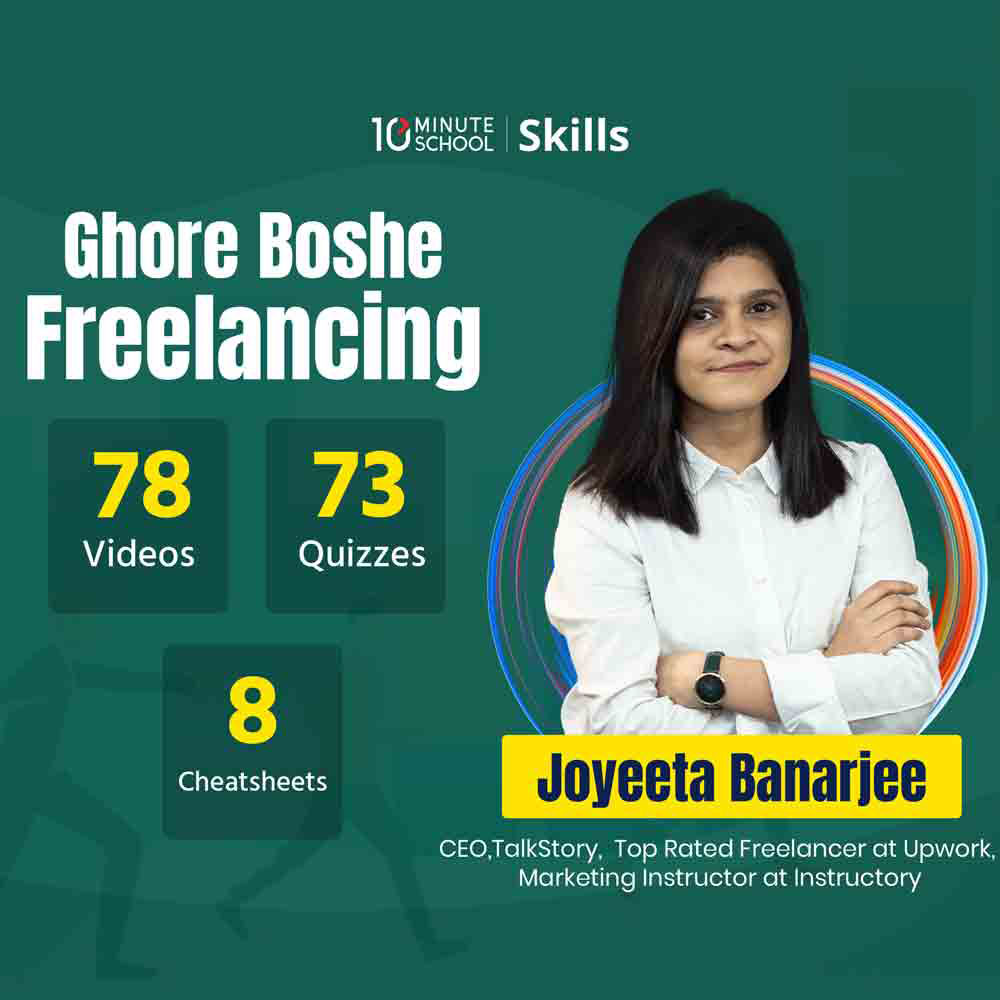 10 MINUTE SCHOOL | Skills
Ghore Boshe
Freelancing
78
Videos
73
Quizzes
8
Cheatsheets
Joyeeta Banarjee
CEO,TalkStory, Top Rated Freelancer at Upwork,
Marketing Instructor at Instructory